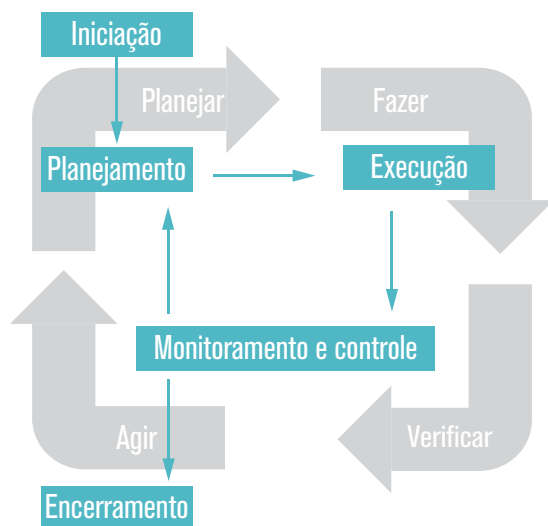 Iniciação
Planejar
Fazer
Planejamento
Execução
Monitoramento e controle
Agir
Verificar
Encerramento